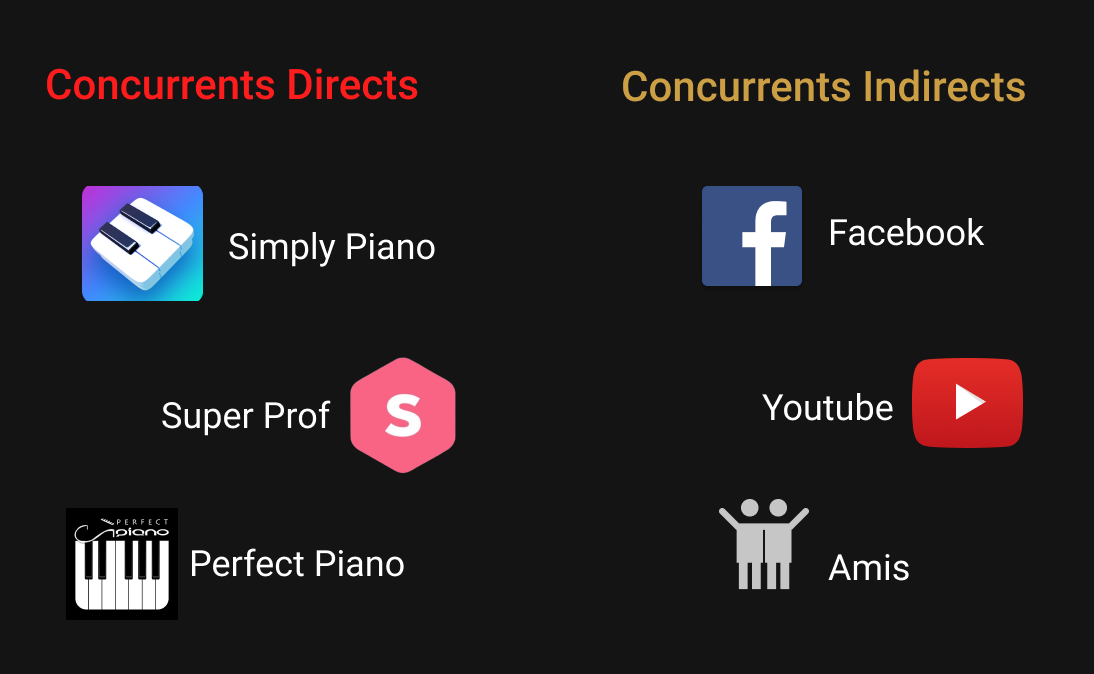 Concurrents Directs
Simply Piano
Super Prof
S
PERFECT
piano
Perfect Piano
Concurrents Indirects
f
Facebook
Youtube
Amis